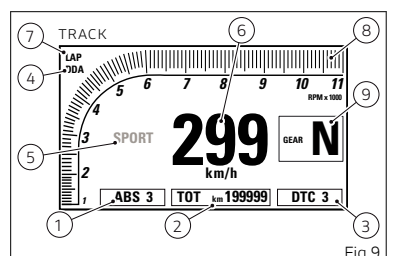 TRACK
7
6
8
LAP
DDA
4
5 6 7 8 9 10 11
RPM x 1000
4
9
3
5
SPORT
299
km/h
GEAR N
2
1
ABS 3
TOT km 199999
DTC 3
1
2
3
Fig 9